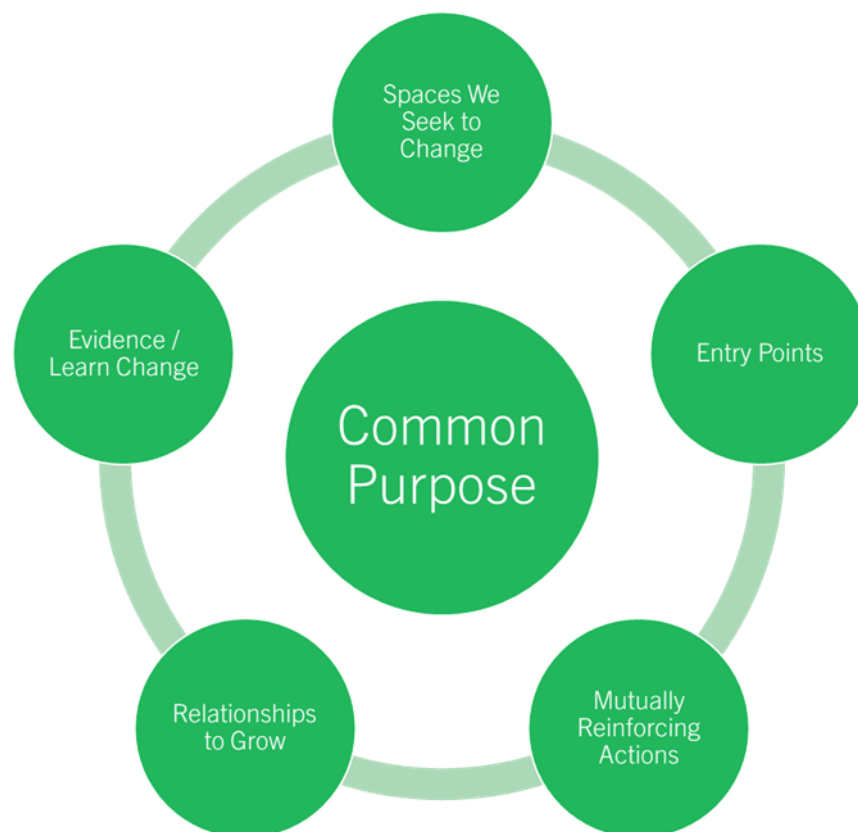 Spaces We
Seek to
Change
Entry Points
Mutually
Reinforcing
Actions
Relationships
to Grow
Evidence /
Learn Change
Common
Purpose